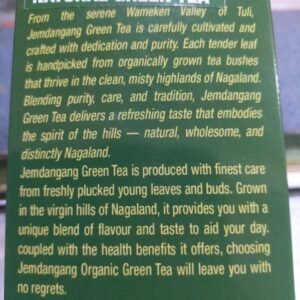 NATURAL GREEN TEA
From the serene Wameken Valley of Tuli,
Jemdangang Green Tea is carefully cultivated and
crafted with dedication and purity. Each tender leaf
is handpicked from organically grown tea bushes
that thrive in the clean, misty highlands of Nagaland.
Blending purity, care, and tradition, Jemdangang
Green Tea delivers a refreshing taste that embodies
the spirit of the hills — natural, wholesome, and
distinctly Nagaland.
Jemdangang Green Tea is produced with finest care
from freshly plucked young leaves and buds. Grown
in the virgin hills of Nagaland, it provides you with a
unique blend of flavour and taste to aid your day.
coupled with the health benefits it offers, choosing
Jemdangang Organic Green Tea will leave you with
no regrets.